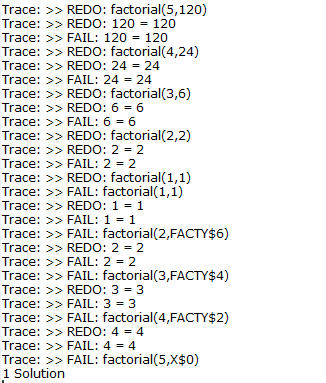 Trace: >> REDO: factorial(5,120)
Trace: >> REDO: 120 = 120
Trace: >> FAIL: 120 = 120
Trace: >> REDO: factorial(4,24)
Trace: >> REDO: 24 = 24
Trace: >> FAIL: 24 = 24
Trace: >> REDO: factorial(3,6)
Trace: >> REDO: 6 = 6
Trace: >> FAIL: 6 = 6
Trace: >> REDO: factorial(2,2)
Trace: >> REDO: 2 = 2
Trace: >> FAIL: 2 = 2
Trace: >> REDO: factorial(1,1)
Trace: >> FAIL: factorial(1,1)
Trace: >> REDO: 1 = 1
Trace: >> FAIL: 1 = 1
Trace: >> FAIL: factorial(2,FACTY$6)
Trace: >> REDO: 2 = 2
Trace: >> FAIL: 2 = 2
Trace: >> FAIL: factorial(3,FACTY$4)
Trace: >> REDO: 3 = 3
Trace: >> FAIL: 3 = 3
Trace: >> FAIL: factorial(4,FACTY$2)
Trace: >> REDO: 4 = 4
Trace: >> FAIL: 4 = 4
Trace: >> FAIL: factorial(5,X$0)
1 Solution